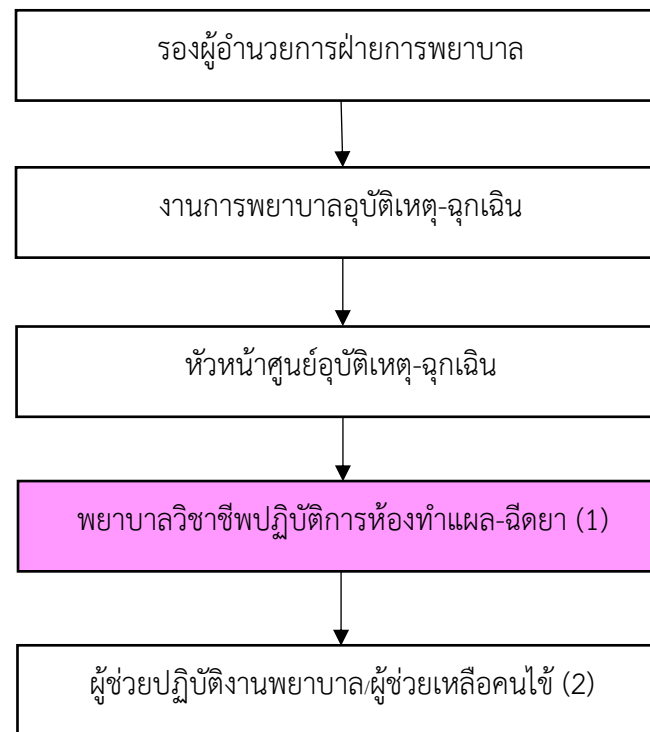 รองผู้อำนวยการฝ่ายการพยาบาล
งานการพยาบาลอุบัติเหตุ-ฉุกเฉิน
หัวหน้าศูนย์อุบัติเหตุ-ฉุกเฉิน
พยาบาลวิชาชีพปฏิบัติการห้องทำแผล-ฉีดยา (1)
ผู้ช่วยปฏิบัติงานพยาบาล/ผู้ช่วยเหลือคนไข้ (2)